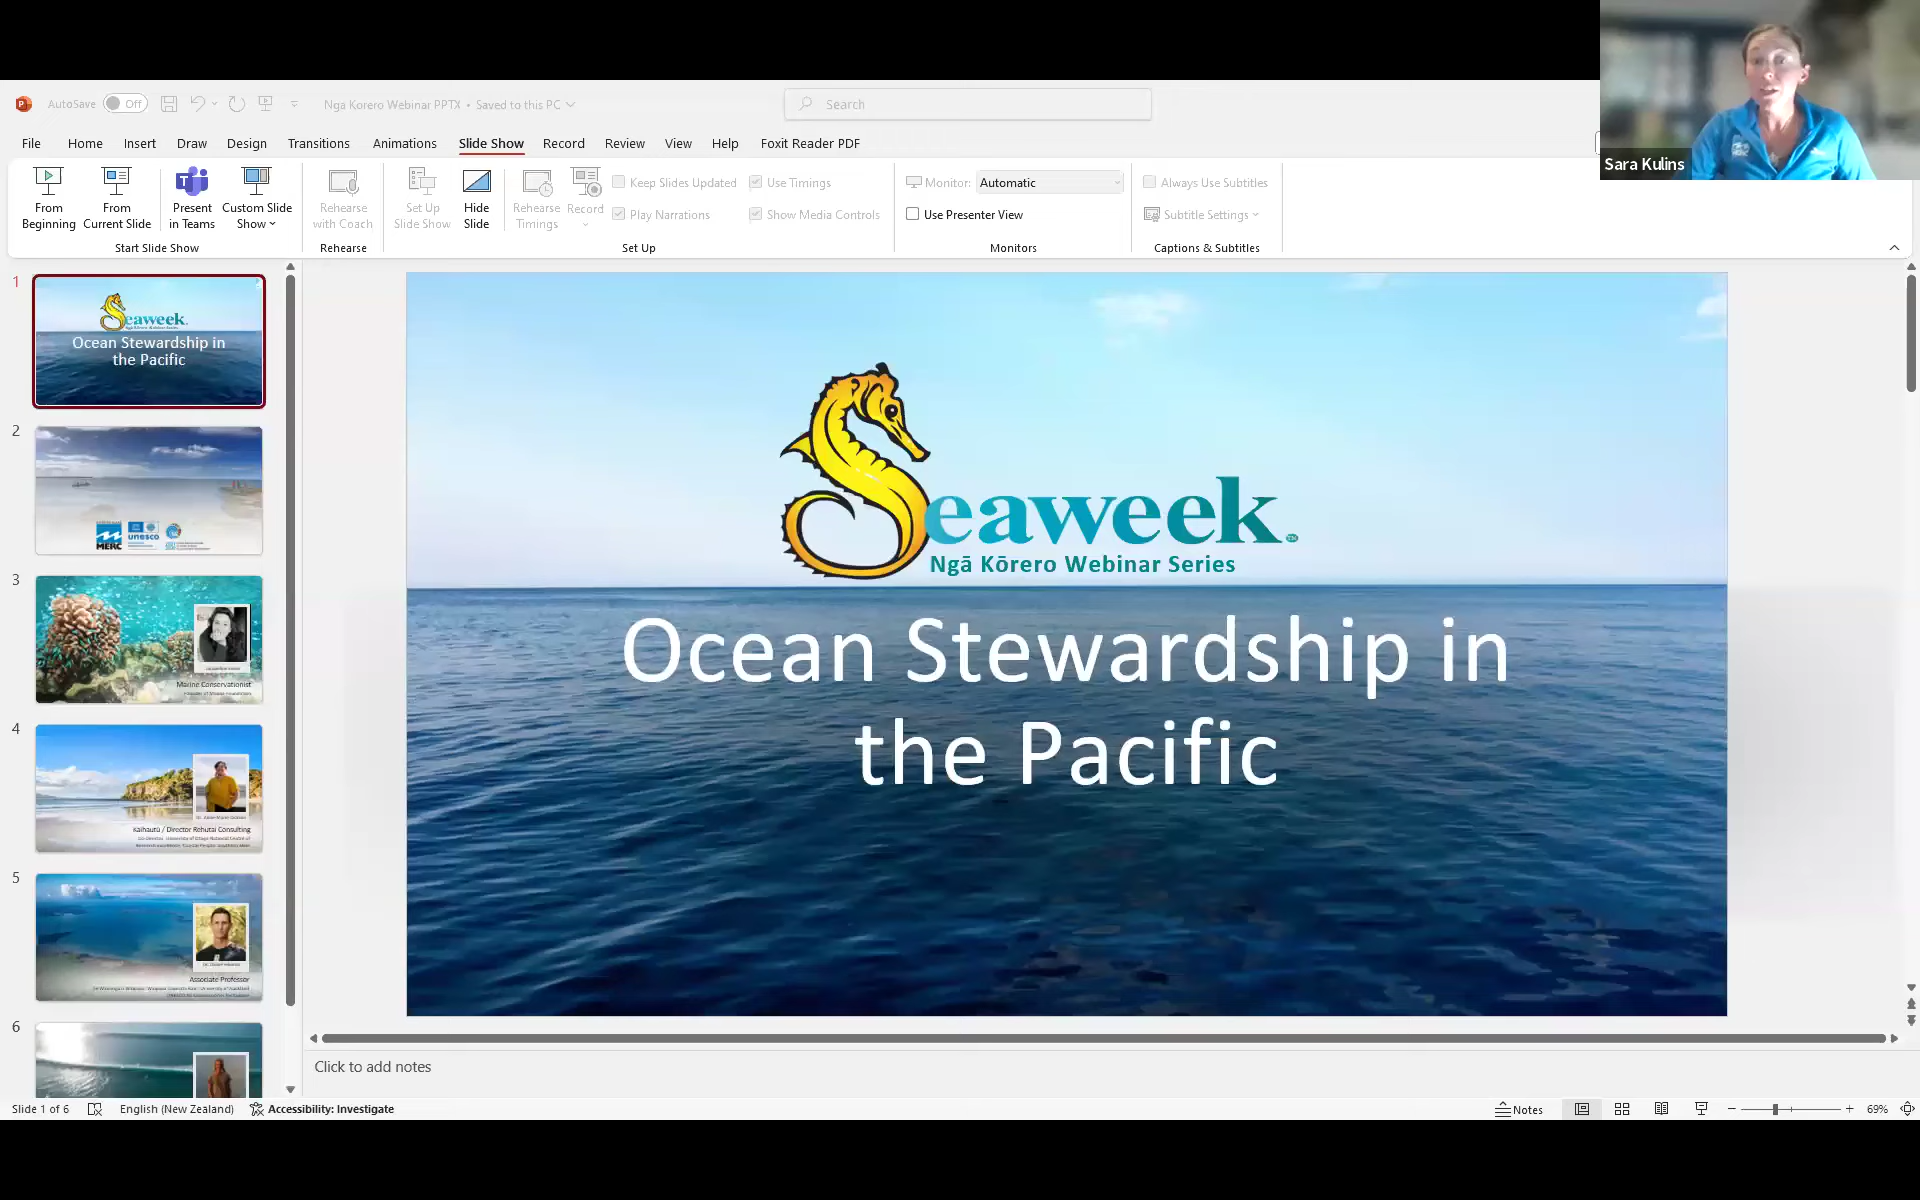 AutoSave
Off
Nga Korero Webinar PPTX • Saved to this PC
Search
Sara Kulins
File
Home
Insert
Draw
Design
Transitions
Animations
Slide Show
Record
Review
View
Help
Foxit Reader PDF
From Beginning
From Current Slide
Present in Teams
Custom Slide Show
Start Slide Show
Rehearse with Coach
Rehearse
Set Up Slide Show
Hide Slide
Rehearse Timings
Record
Keep Slides Updated
Play Narrations
Use Timings
Show Media Controls
Set Up
Monitor:
Automatic
Use Presenter View
Monitors
Always Use Subtitles
Subtitle Settings
Captions & Subtitles
1
Seaweek
Ocean Stewardship in
the Pacific
2
MERC
unesco
3
Marine Conservationist
4
Kaihautū / Director Rehutai Consulting
5
Associate Professor
6
Seaweek™
Ngā Kōrero Webinar Series
Ocean Stewardship in
the Pacific
Click to add notes
Slide 1 of 6
English (New Zealand)
Accessibility: Investigate
Notes
69%